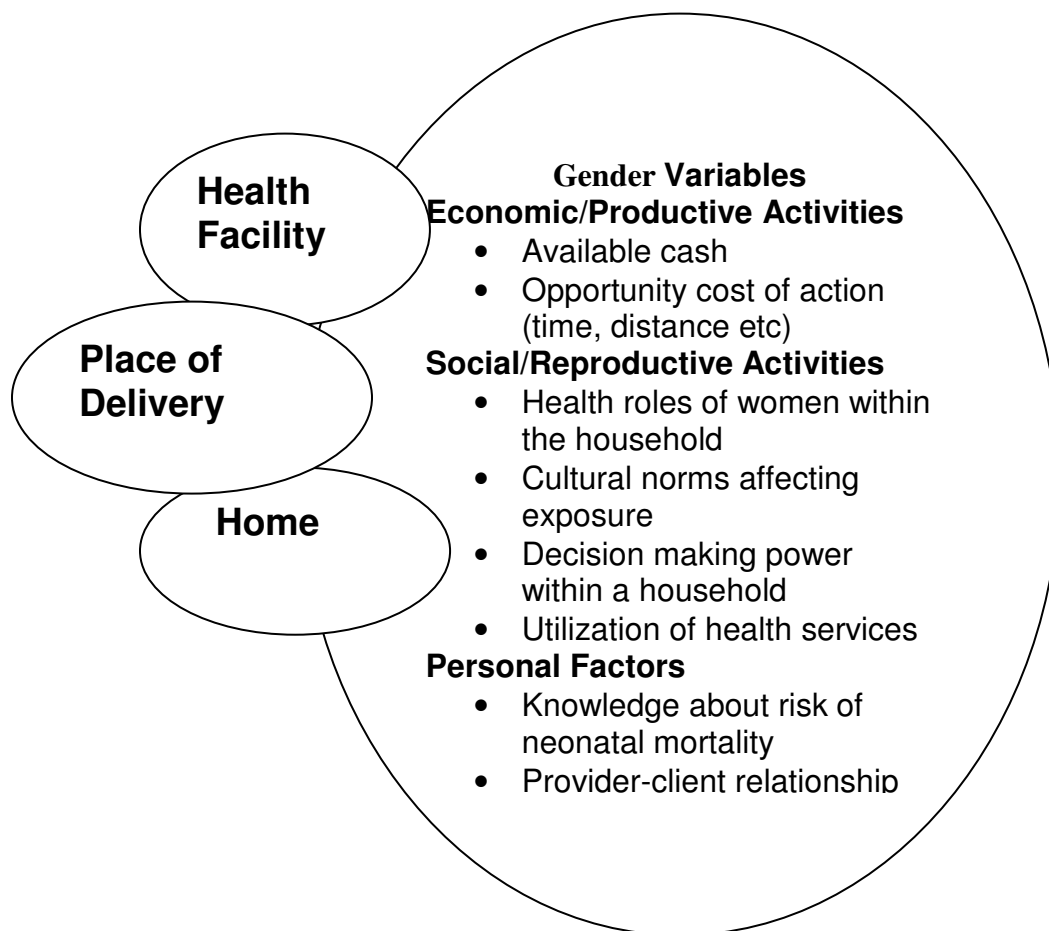 Health
Facility
Place of
Delivery
Home
Gender Variables
Economic/Productive Activities
• Available cash
• Opportunity cost of action
(time, distance etc)
Social/Reproductive Activities
• Health roles of women within
the household
• Cultural norms affecting
exposure
• Decision making power
within a household
• Utilization of health services
Personal Factors
• Knowledge about risk of
neonatal mortality
• Provider-client relationship